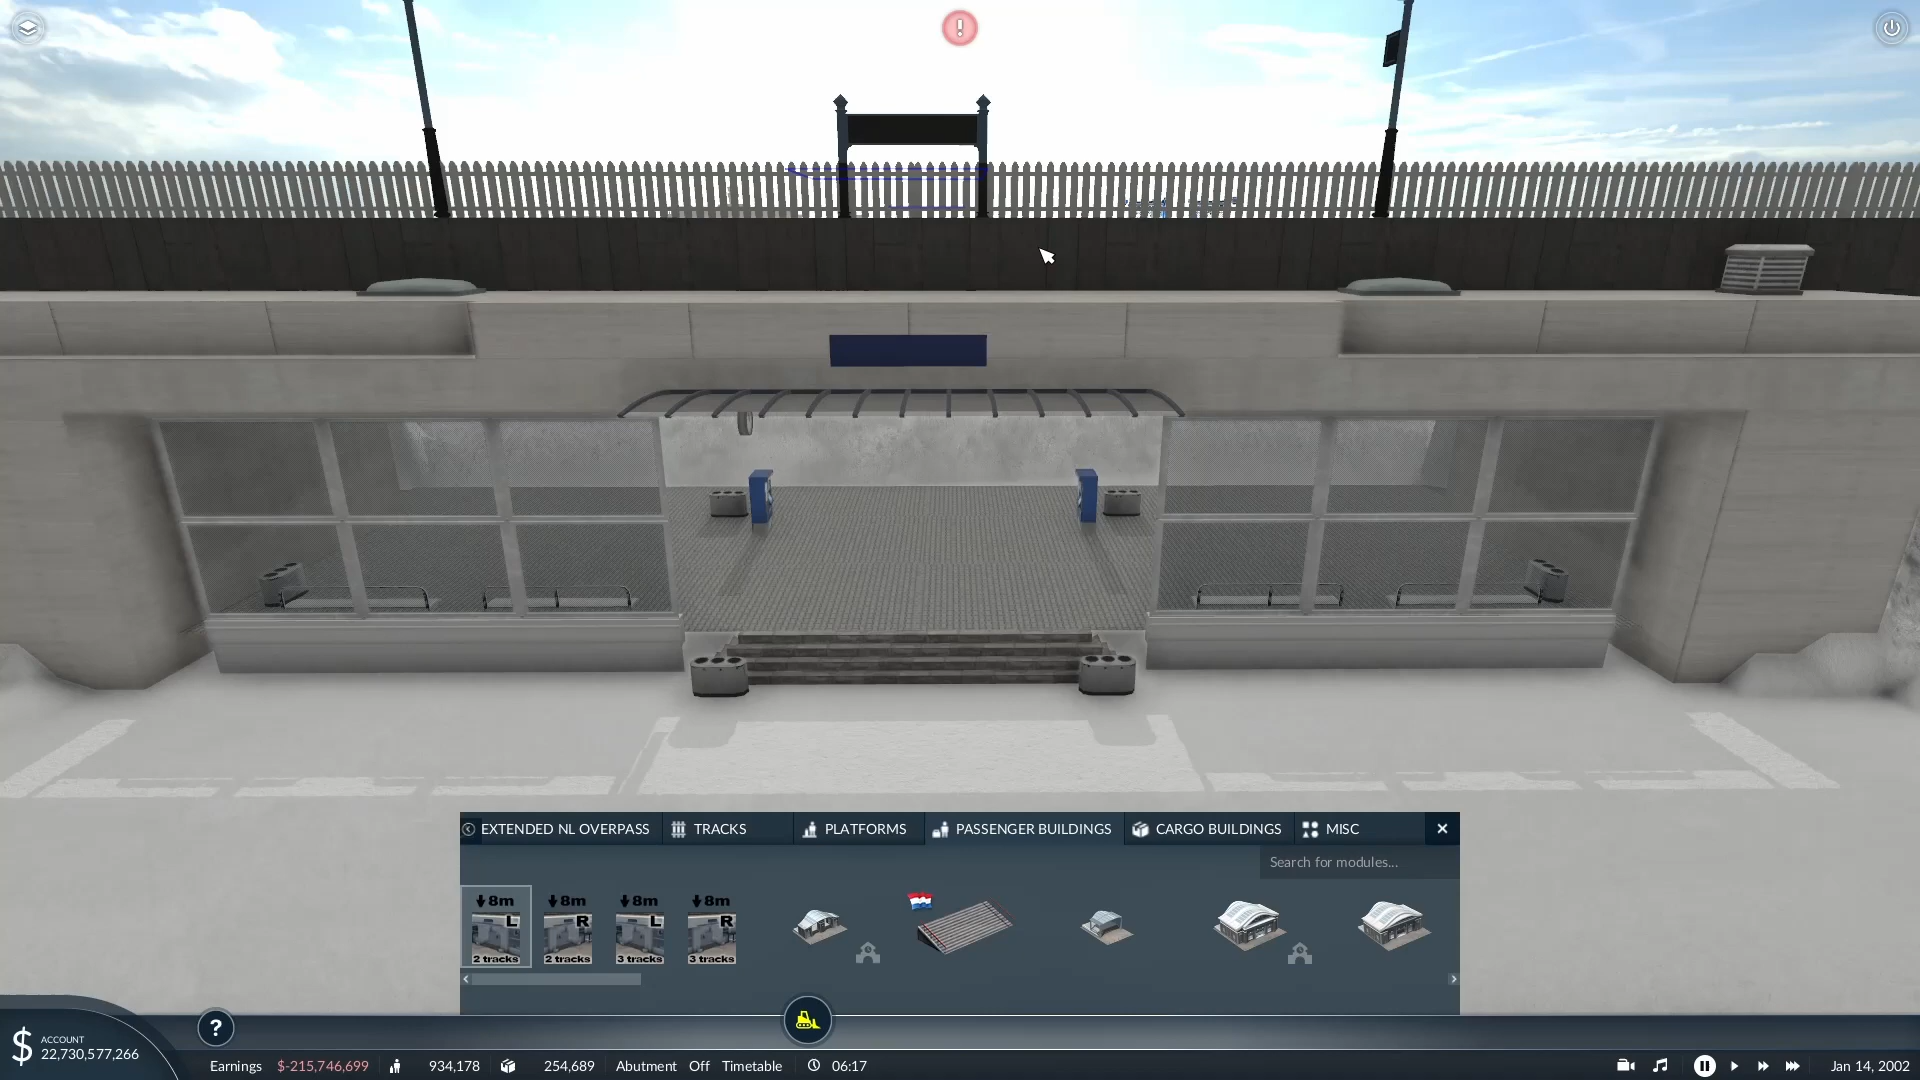 EXTENDED NL OVERPASS TRACKS PLATFORMS PASSENGER BUILDINGS CARGO BUILDINGS MISC
Search for modules...
8m 8m 8m 8m
L R L R
2 tracks 2 tracks 3 tracks 3 tracks
?
$ ACCOUNT
22,730,577,266
Earnings $-215,746,699 934,178 254,689 Abutment Off Timetable 06:17 Jan 14, 2002